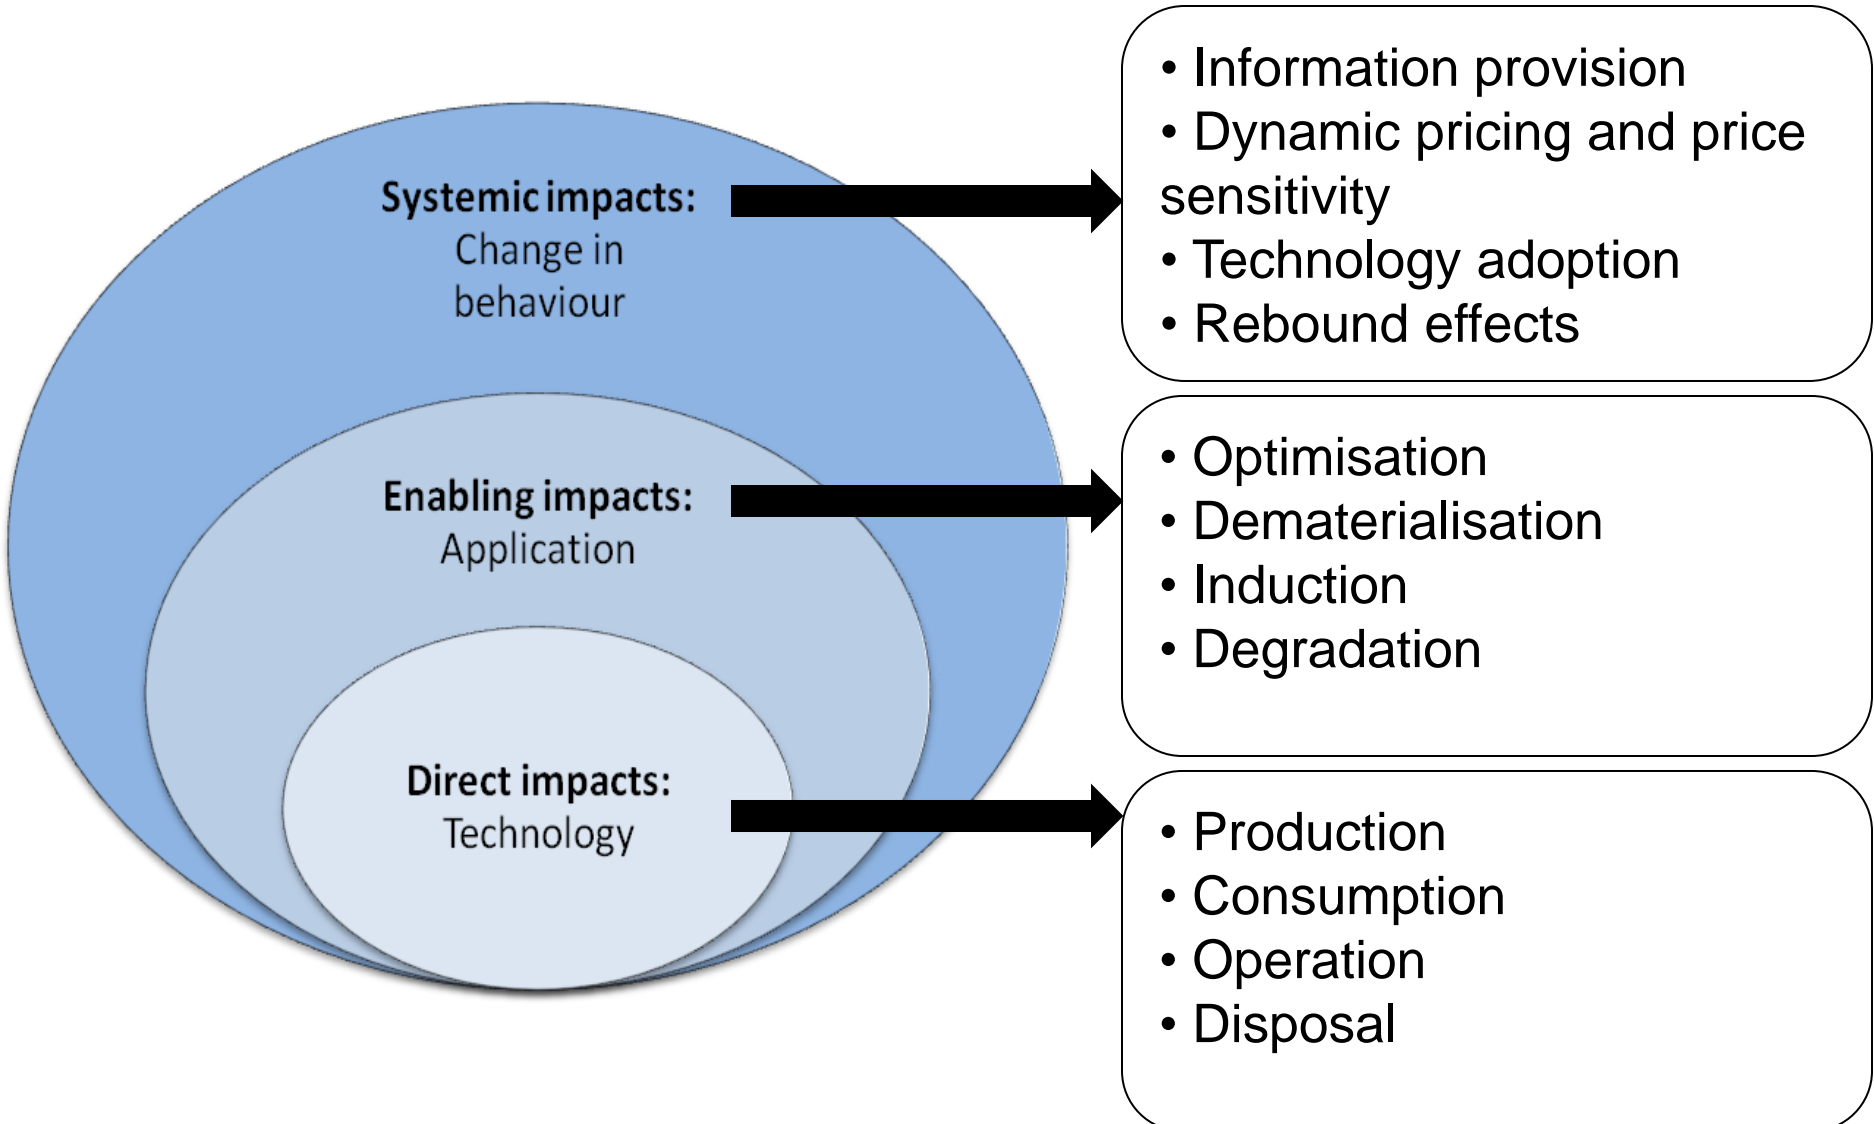 Systemic impacts:
Change in
behaviour
• Information provision
• Dynamic pricing and price
sensitivity
• Technology adoption
• Rebound effects
Enabling impacts:
Application
• Optimisation
• Dematerialisation
• Induction
• Degradation
Direct impacts:
Technology
• Production
• Consumption
• Operation
• Disposal